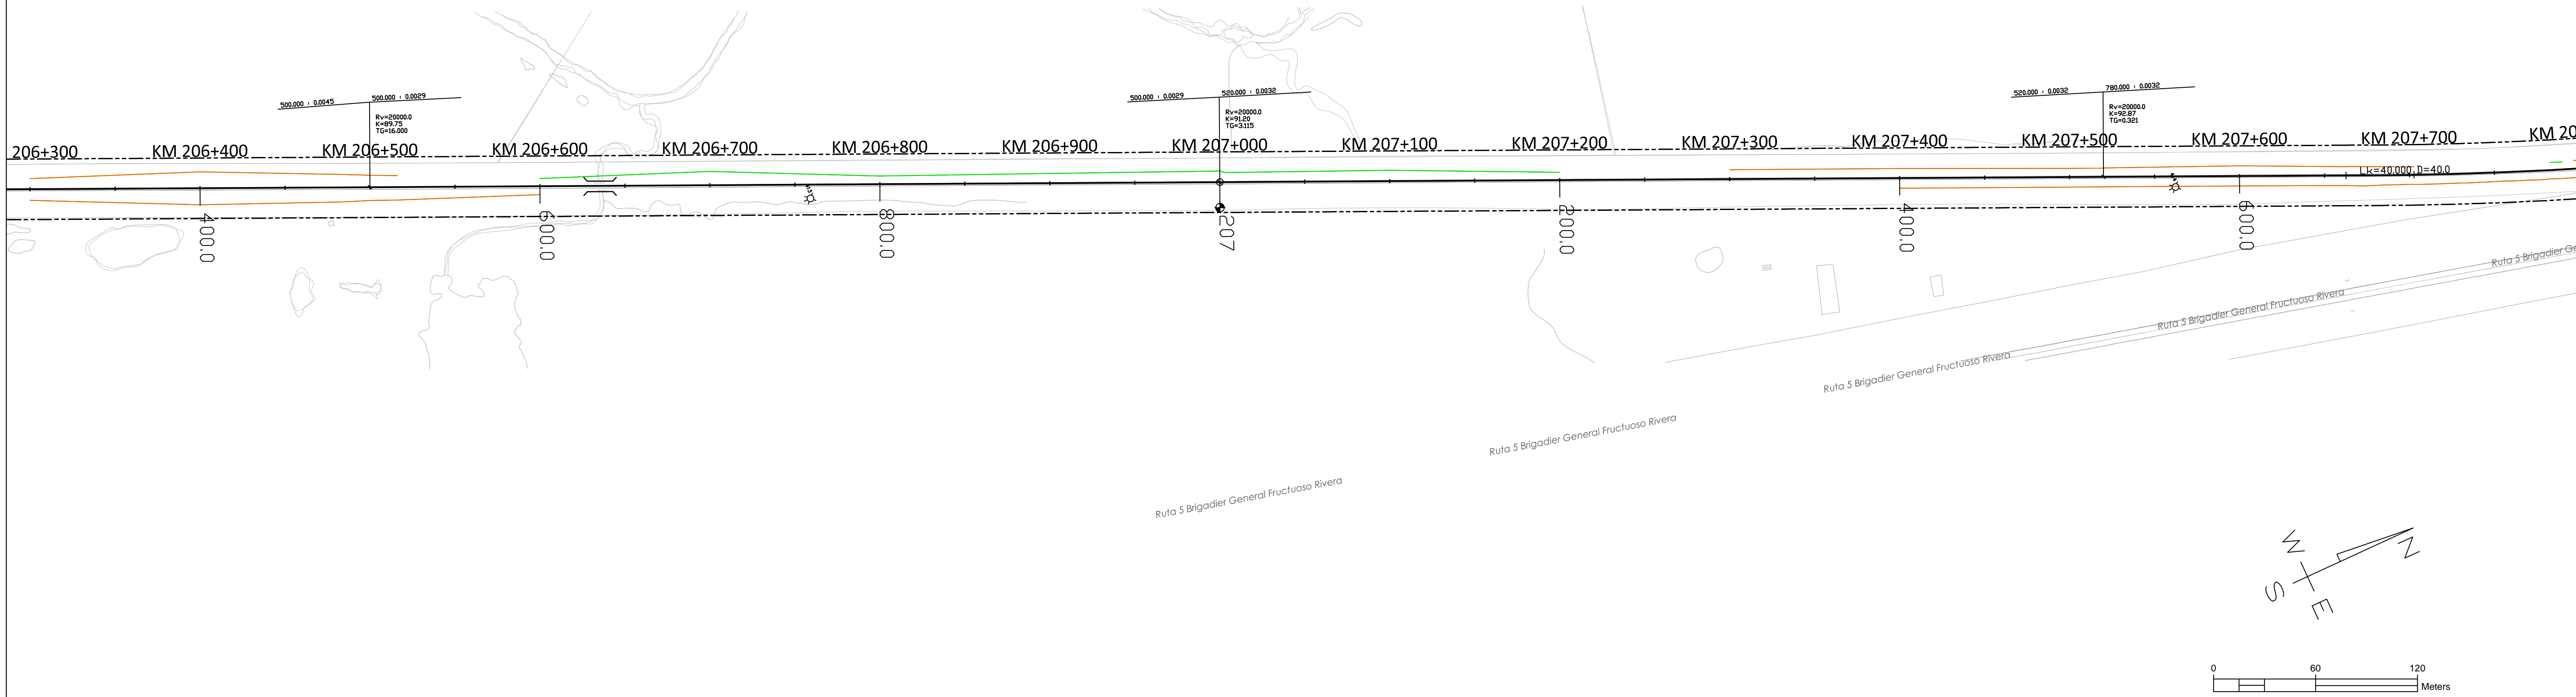 500.000 : 0.0045
500.000 : 0.0029
Rv=20000.0
K=89.75
TG=16.000
500.000 : 0.0029
520.000 : 0.0032
Rv=20000.0
K=91.20
TG=3.115
520.000 : 0.0032
780.000 : 0.0032
Rv=20000.0
K=92.87
TG=0.321
206+300
KM 206+400
KM 206+500
KM 206+600
KM 206+700
KM 206+800
KM 206+900
KM 207+000
KM 207+100
KM 207+200
KM 207+300
KM 207+400
KM 207+500
KM 207+600
KM 207+700
KM 20
Lk=40.000, D=40.0
400.0
600.0
800.0
207
200.0
400.0
600.0
Ruta 5 Brigadier Ge
Ruta 5 Brigadier General Fructuoso Rivera
Ruta 5 Brigadier General Fructuoso Rivera
Ruta 5 Brigadier General Fructuoso Rivera
Ruta 5 Brigadier General Fructuoso Rivera
W
N
S
E
0 60 120
Meters